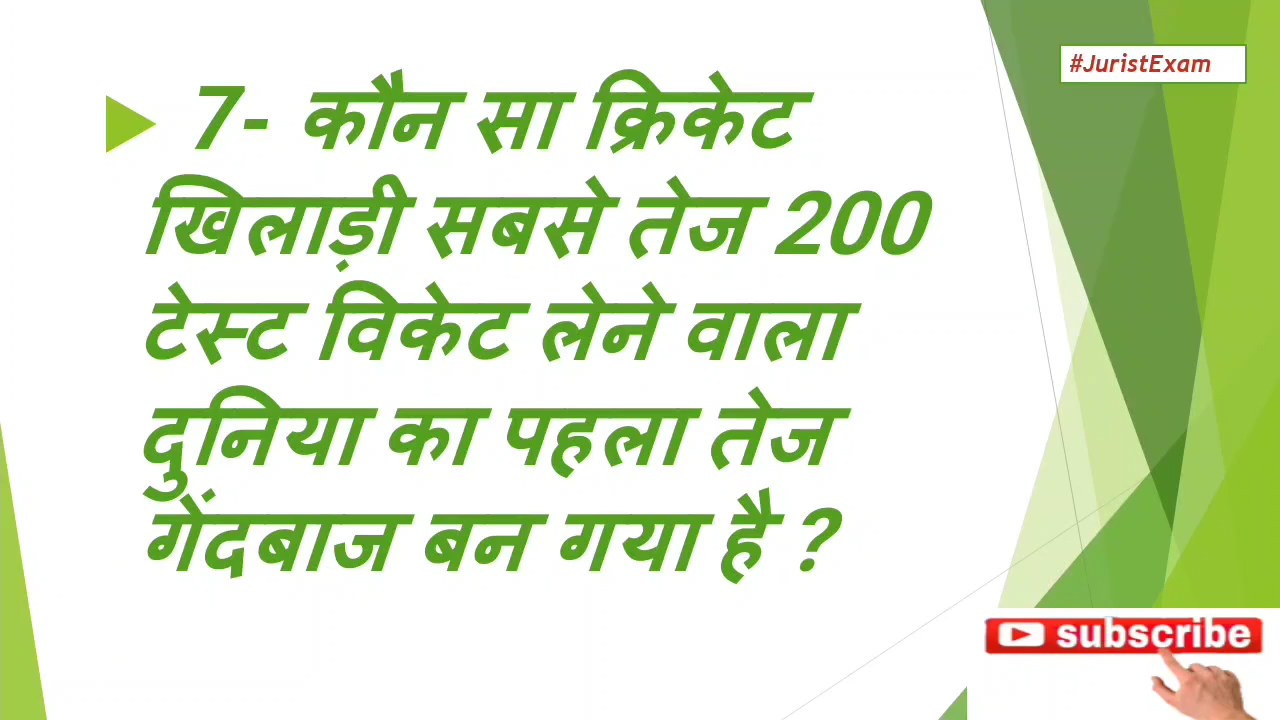 #JuristExam
7- कौन सा क्रिकेट
खिलाड़ी सबसे तेज 200
टेस्ट विकेट लेने वाला
दुनिया का पहला तेज
गेंदबाज बन गया है ?
subscribe